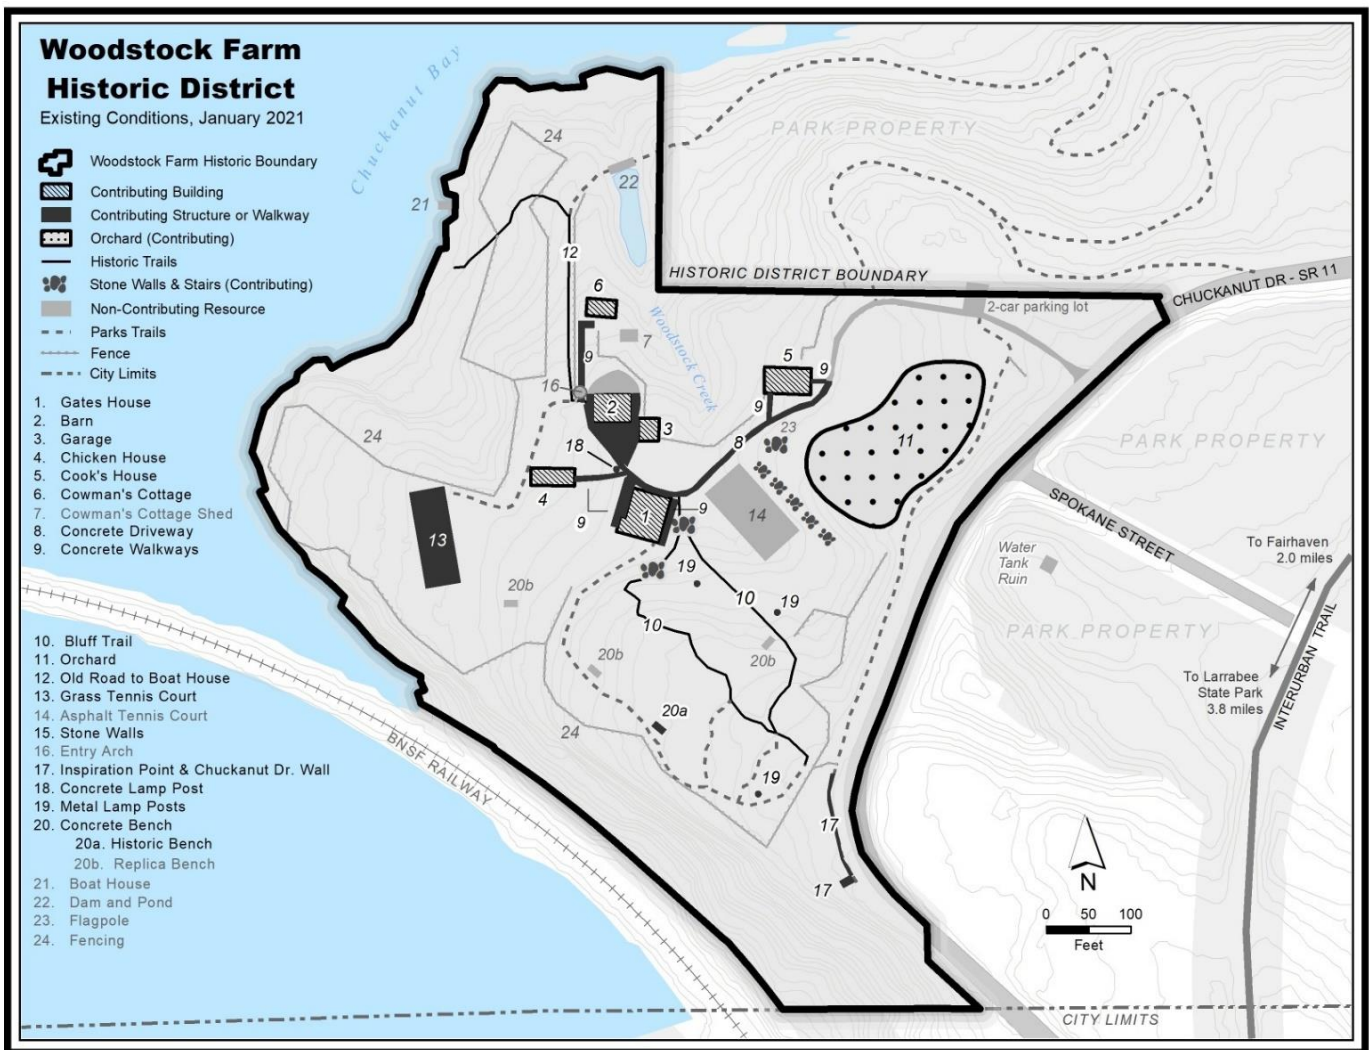 Woodstock Farm
Historic District
Existing Conditions, January 2021
Woodstock Farm Historic Boundary
Contributing Building
Contributing Structure or Walkway
Orchard (Contributing)
Historic Trails
Stone Walls & Stairs (Contributing)
Non-Contributing Resource
Parks Trails
Fence
City Limits
1. Gates House
2. Barn
3. Garage
4. Chicken House
5. Cook's House
6. Cowman's Cottage
7. Cowman's Cottage Shed
8. Concrete Driveway
9. Concrete Walkways
10. Bluff Trail
11. Orchard
12. Old Road to Boat House
13. Grass Tennis Court
14. Asphalt Tennis Court
15. Stone Walls
16. Entry Arch
17. Inspiration Point & Chuckanut Dr. Wall
18. Concrete Lamp Post
19. Metal Lamp Posts
20. Concrete Bench
20a. Historic Bench
20b. Replica Bench
21. Boat House
22. Dam and Pond
23. Flagpole
24. Fencing
Chuckanut Bay
PARK PROPERTY
24
22
21
12
HISTORIC DISTRICT BOUNDARY
CHUCKANUT DR - SR 11
2-car parking lot
6
Woodstock Creek
7
9
5
9
16
9
2
3
23
8
11
24
18
PARK PROPERTY
4
9
1
9
14
SPOKANE STREET
13
To Fairhaven
2.0 miles
Water
Tank
Ruin
19
20b
10
19
10
PARK PROPERTY
20b
20b
INTERURBAN TRAIL
To Larrabee
State Park
3.8 miles
20a
24
BNSF RAILWAY
19
17
17
N
0 50 100
Feet
CITY LIMITS